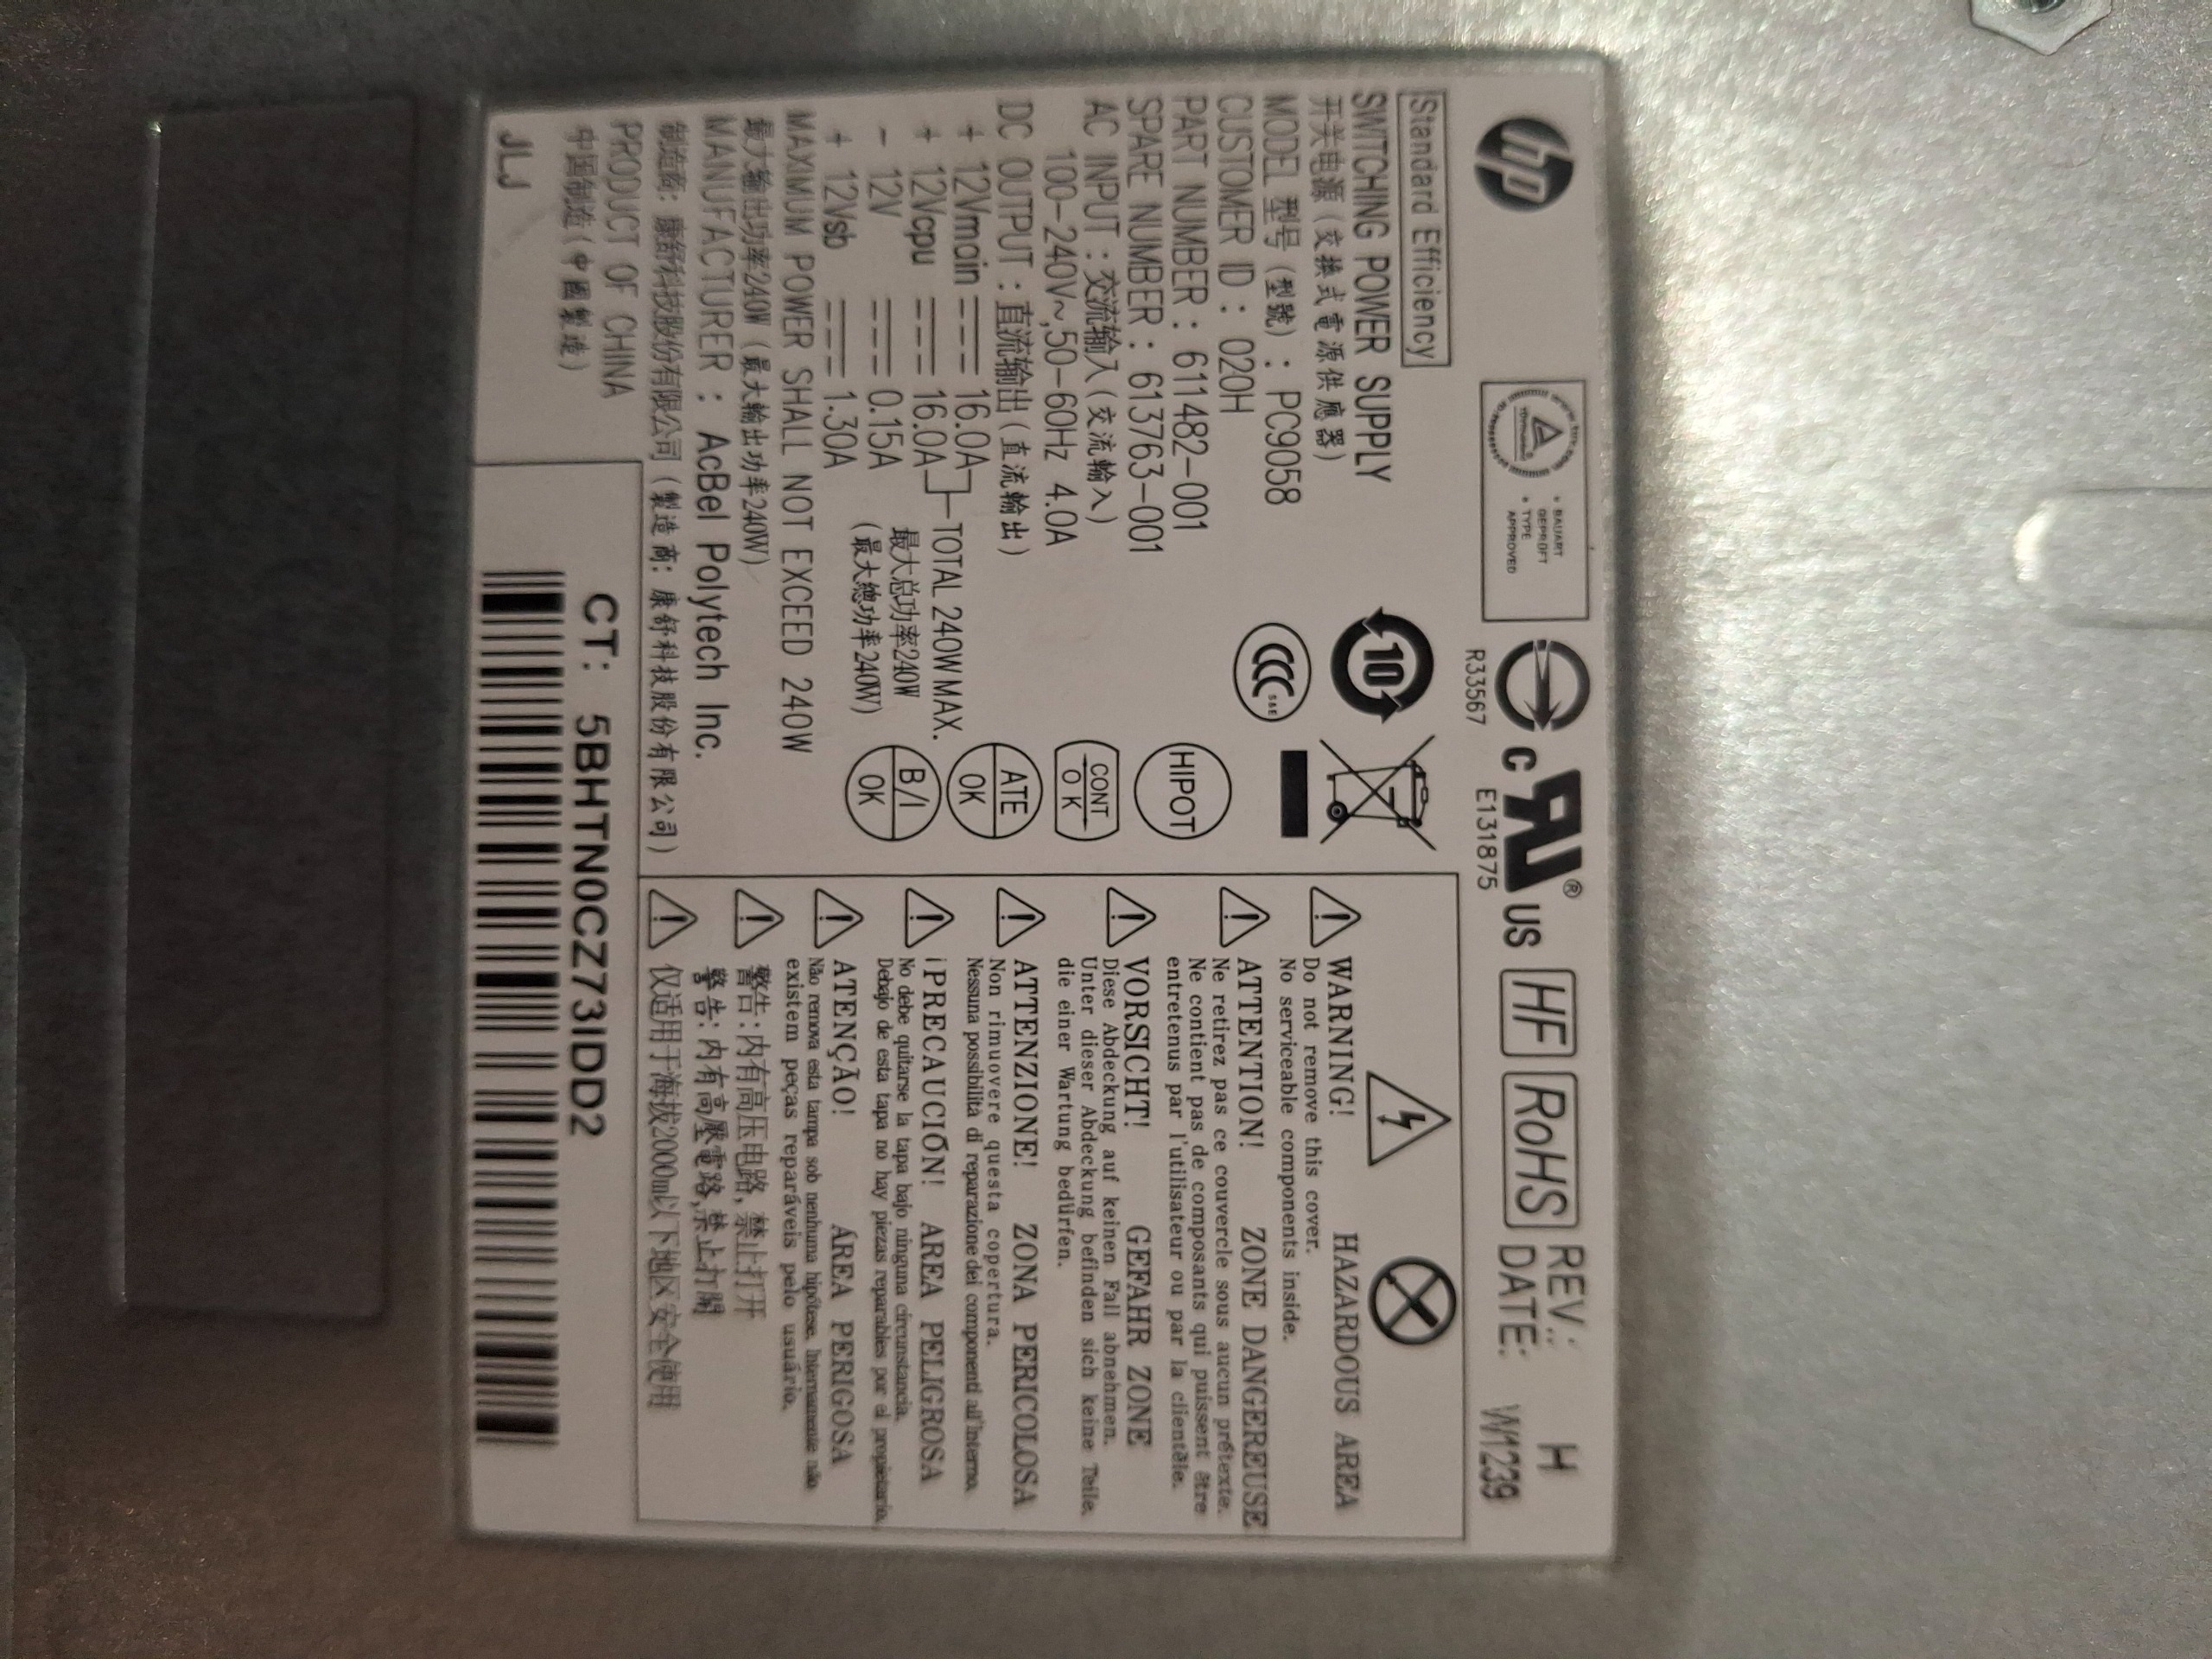 hp
BAUART
GEPRÜFT
TYPE
APPROVED
R33567
c RU® US
E131875
HF
RoHS
REV.: H
DATE: W1239
Standard Efficiency
SWITCHING POWER SUPPLY
开关电源(交換式電源供應器)
MODEL 型号(型號): PC9058
CUSTOMER ID: 020H
PART NUMBER: 611482-001
SPARE NUMBER: 613763-001
AC INPUT:交流输入(交流輸入)
100-240V~,50-60Hz 4.0A
DC OUTPUT:直流输出(直流輸出)
+ 12Vmain 16.0A
+ 12Vcpu 16.0A
TOTAL 240W MAX.
- 12V 0.15A
最大总功率240W
+ 12Vsb 1.30A
(最大總功率240W)
MAXIMUM POWER SHALL NOT EXCEED 240W
最大输出功率240W(最大輸出功率240W)
MANUFACTURER: AcBel Polytech Inc.
制造商: 康舒科技股份有限公司(製造商: 康舒科技股份有限公司)
PRODUCT OF CHINA
中国制造(中國製造)
JLJ
10
CCC
S&E
HIPOT
CONT
OK
ATE
OK
B/I
OK
WARNING! HAZARDOUS AREA
Do not remove this cover.
No serviceable components inside.
ATTENTION! ZONE DANGEREUSE
Ne retirez pas ce couvercle sous aucun prétexte.
Ne contient pas de composants qui puissent être
entretenus par l'utilisateur ou par la clientèle.
VORSICHT! GEFAHR ZONE
Diese Abdeckung auf keinen Fall abnehmen.
Unter dieser Abdeckung befinden sich keine Teile,
die einer Wartung bedürfen.
ATTENZIONE! ZONA PERICOLOSA
Non rimuovere questa copertura.
Nessuna possibilità di reparazione dei componenti all'interno.
¡PRECAUCIÓN! AREA PELIGROSA
No debe quitarse la tapa bajo ninguna circunstancia.
Debajo de esta tapa no hay piezas reparables por el propietario.
ATENÇÃO! ÁREA PERIGOSA
Não remova esta tampa sob nenhuma hipótese. Internamente não
existem peças reparáveis pelo usuário.
警告:内有高压电路,禁止打开
警告:內有高壓電路,禁止打開
仅适用于海拔2000m以下地区安全使用
CT: 5BHTN0CZ73IDD2